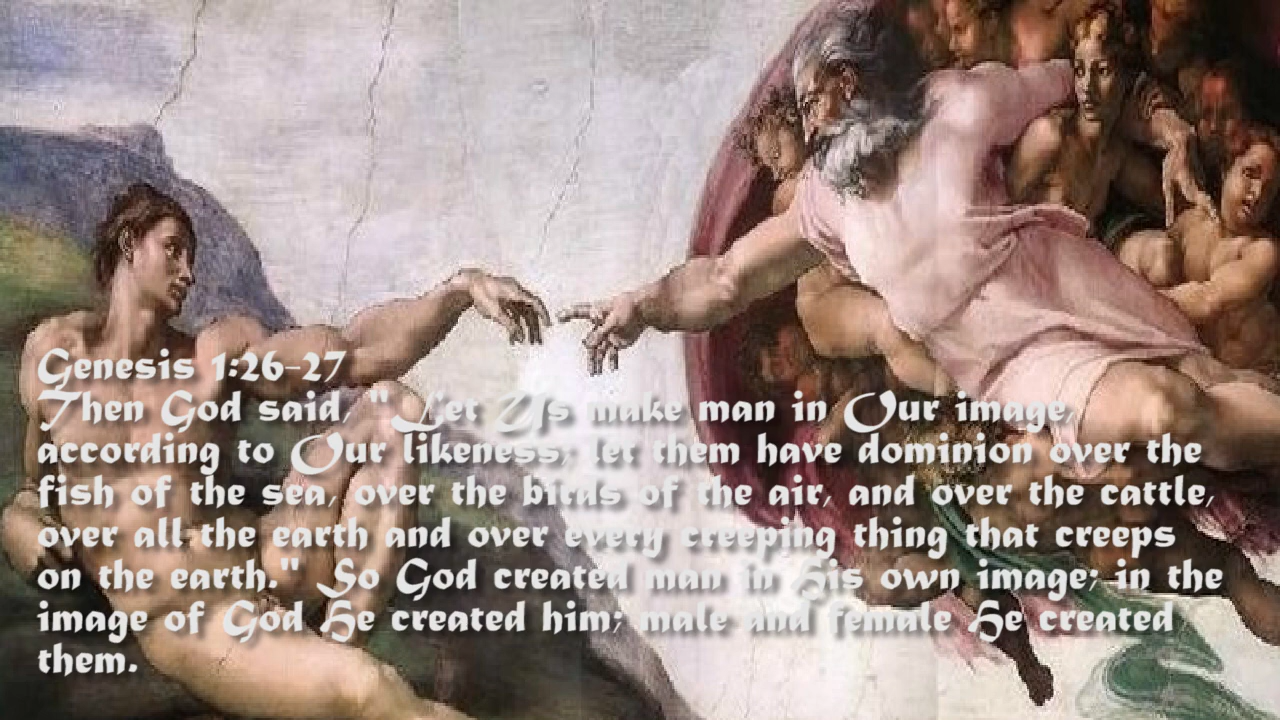 Genesis 1:26-27
Then God said, "Let Us make man in Our image,
according to Our likeness; let them have dominion over the
fish of the sea, over the birds of the air, and over the cattle,
over all the earth and over every creeping thing that creeps
on the earth." So God created man in His own image; in the
image of God He created him; male and female He created
them.